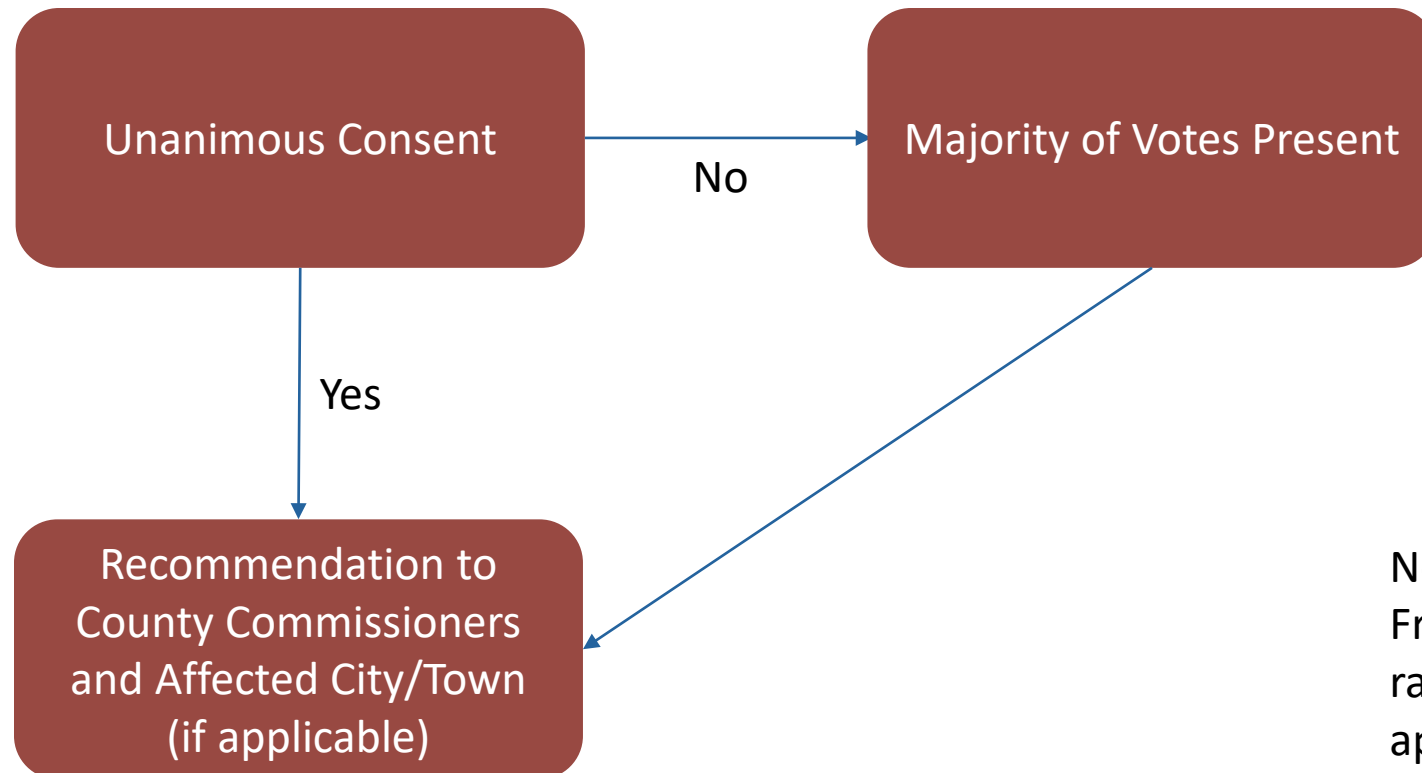 Unanimous Consent
Majority of Votes Present
No
Yes
Recommendation to
County Commissioners
and Affected City/Town
(if applicable)